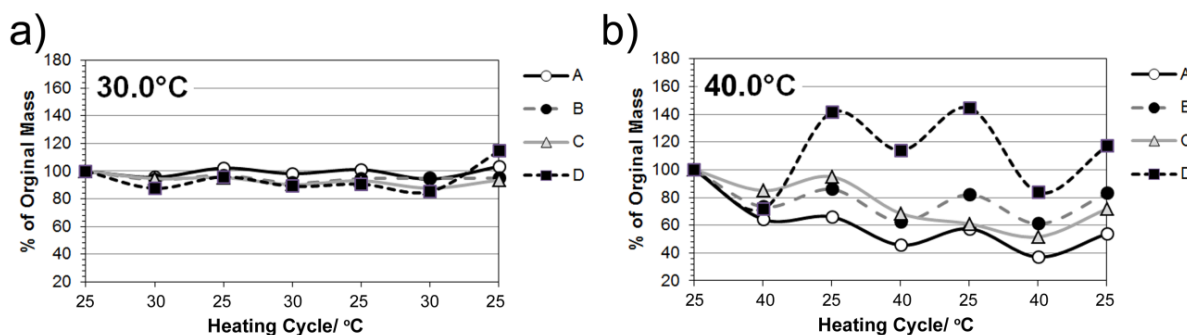 a)
30.0°C
% of Orginal Mass
180
160
140
120
100
80
60
40
20
25 30 25 30 25 30 25
Heating Cycle/ °C
A
B
C
D
b)
40.0°C
% of Orginal Mass
180
160
140
120
100
80
60
40
20
25 40 25 40 25 40 25
Heating Cycle/ °C
A
B
C
D